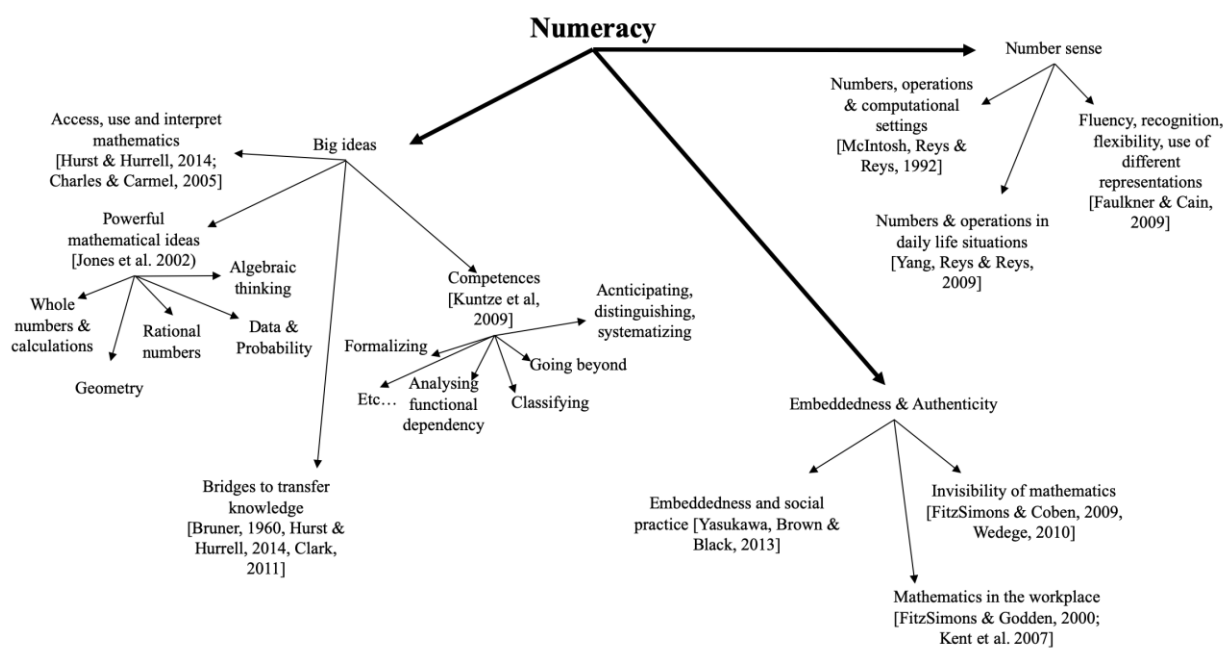 Numeracy
Number sense
Numbers, operations
& computational
settings
[McIntosh, Reys &
Reys, 1992]
Fluency, recognition,
flexibility, use of
different
representations
[Faulkner & Cain,
2009]
Numbers & operations in
daily life situations
[Yang, Reys & Reys,
2009]
Big ideas
Access, use and interpret
mathematics
[Hurst & Hurrell, 2014;
Charles & Carmel, 2005]
Powerful
mathematical ideas
[Jones et al. 2002)
Algebraic
thinking
Whole
numbers &
calculations
Rational
numbers
Data &
Probability
Geometry
Competences
[Kuntze et al,
2009]
Acnticipating,
distinguishing,
systematizing
Formalizing
Going beyond
Etc…
Analysing
functional
dependency
Classifying
Bridges to transfer
knowledge
[Bruner, 1960, Hurst &
Hurrell, 2014, Clark,
2011]
Embeddedness & Authenticity
Embeddedness and social
practice [Yasukawa, Brown &
Black, 2013]
Invisibility of mathematics
[FitzSimons & Coben, 2009,
Wedege, 2010]
Mathematics in the workplace
[FitzSimons & Godden, 2000;
Kent et al. 2007]